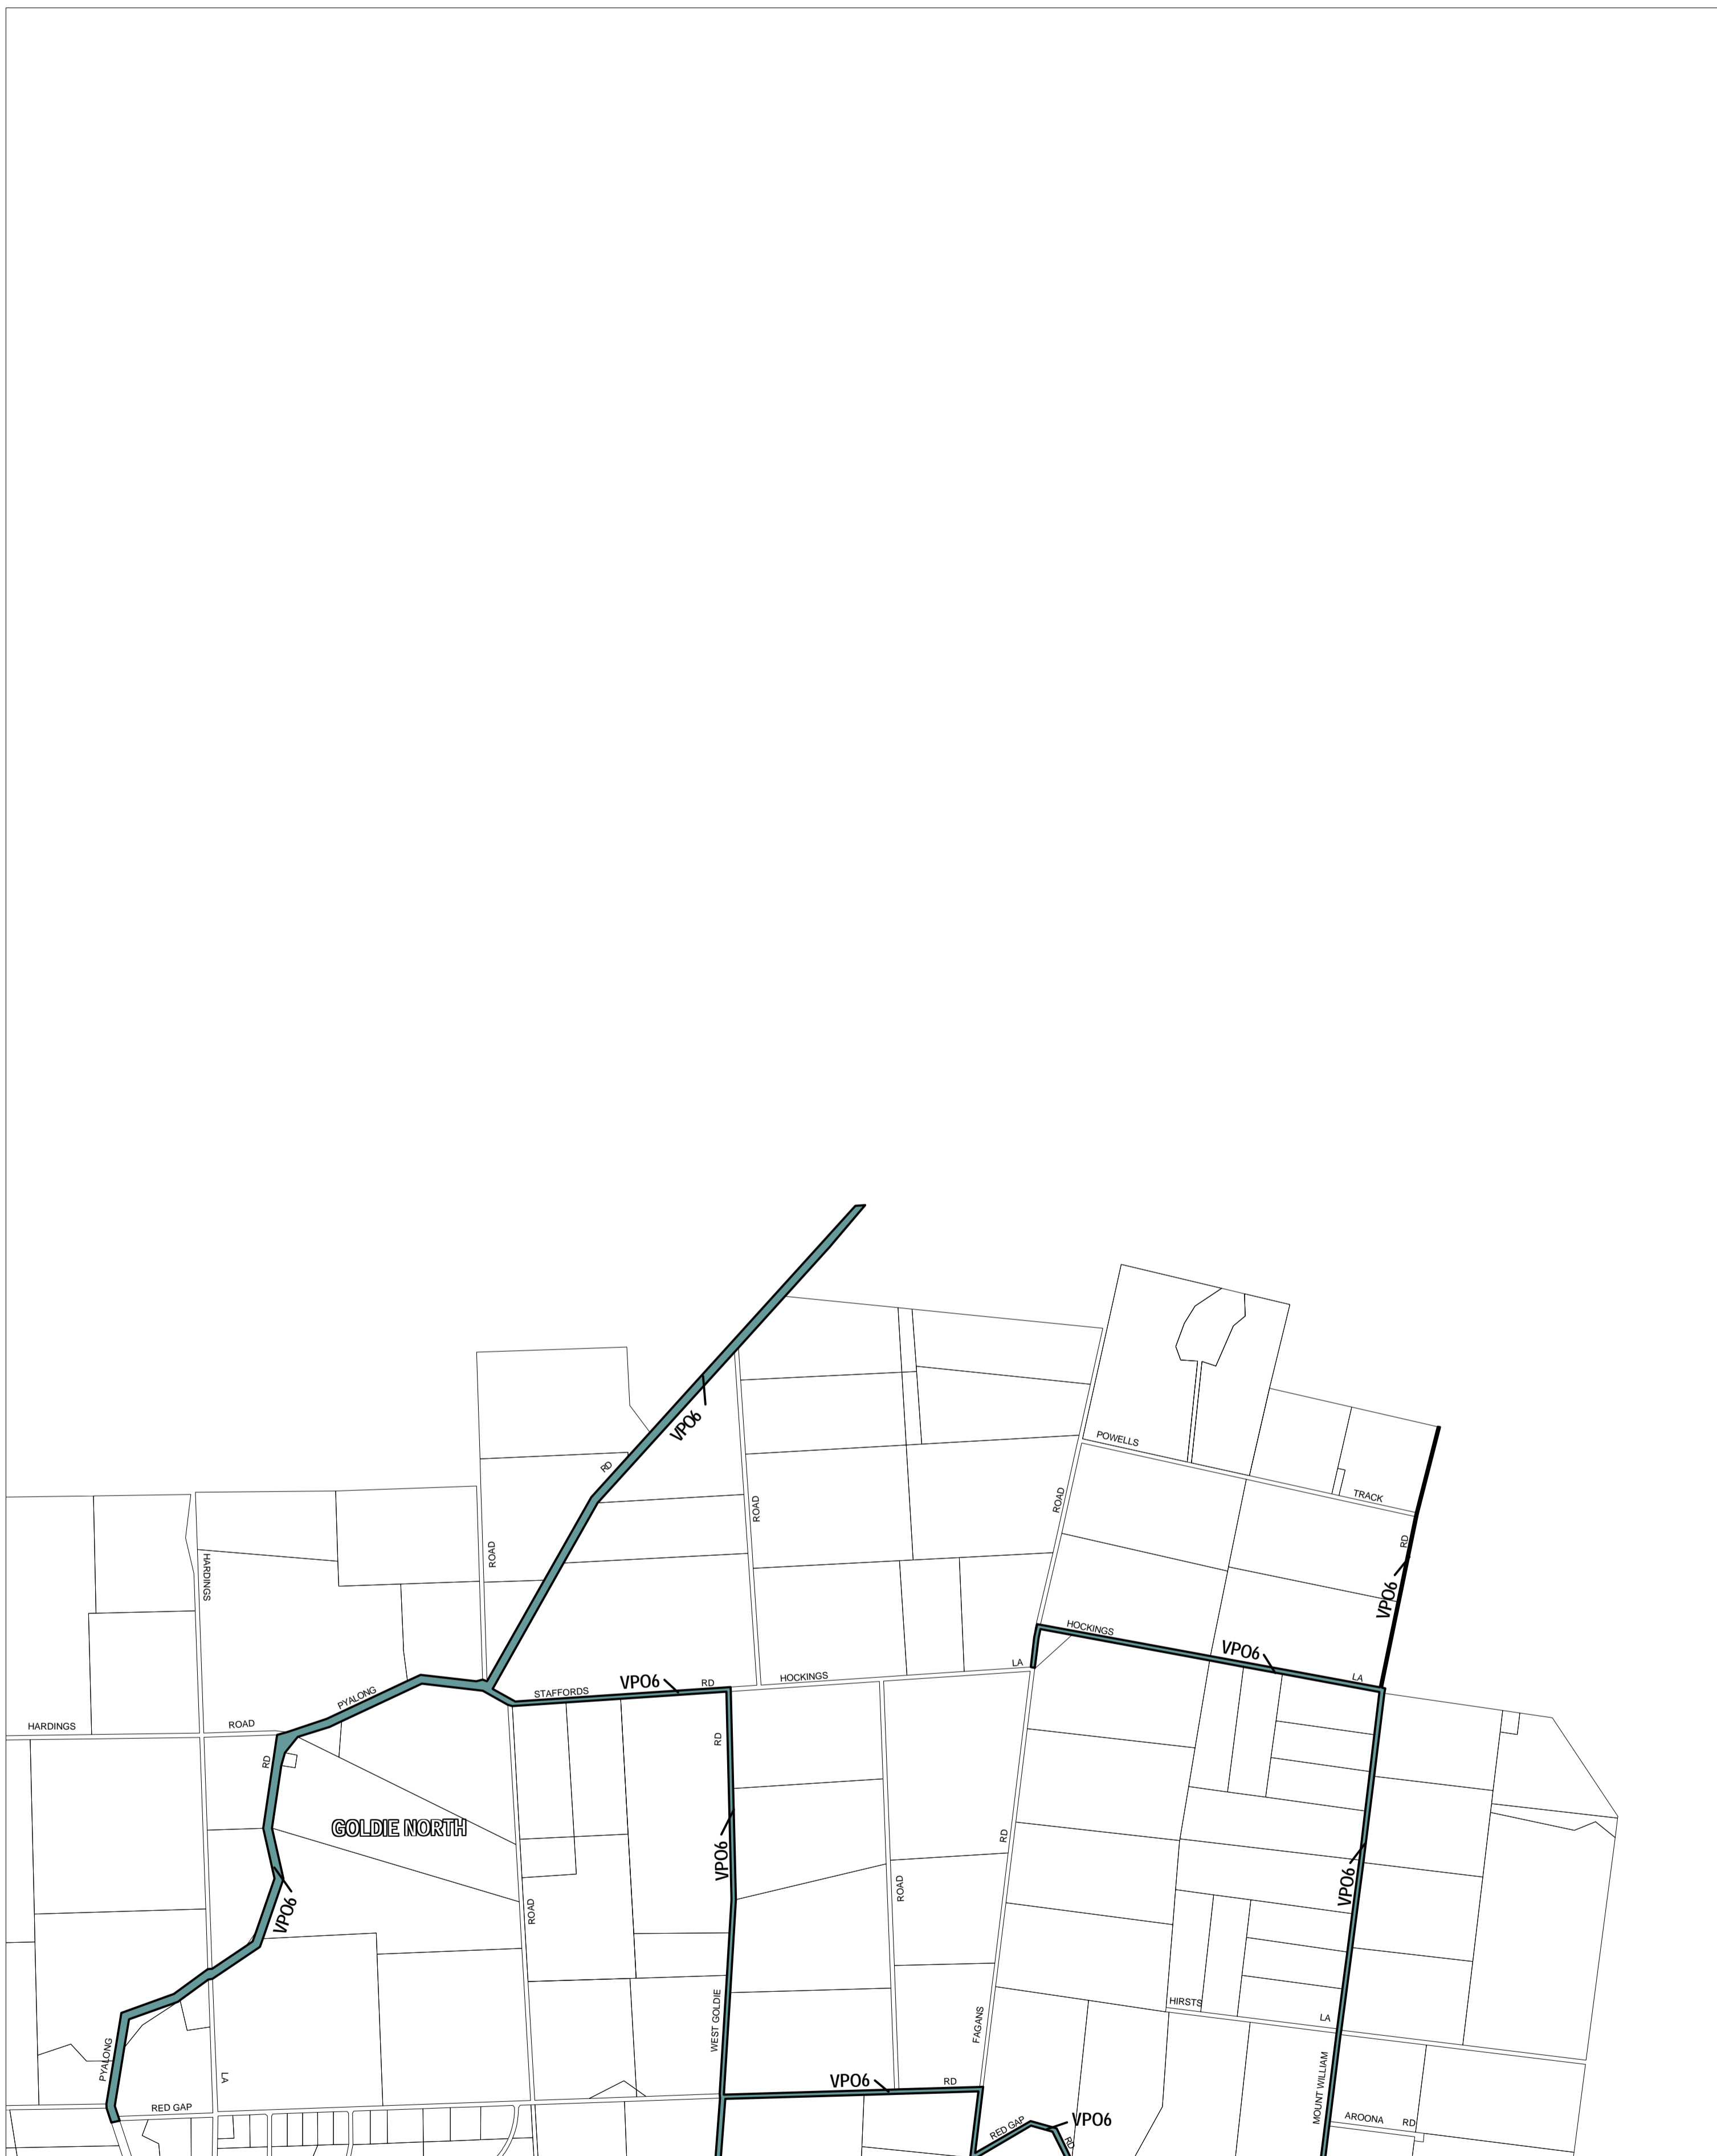 POWELLS
VPO6
RD
TRACK
ROAD
ROAD
RD
ROAD
HARDINGS
VPO6
HOCKINGS
VPO6
LA
LA
HOCKINGS
VPO6
RD
STAFFORDS
PYALONG
ROAD
HARDINGS
RD
RD
GOLDIE NORTH
RD
VPO6
VPO6
ROAD
ROAD
VPO6
HIRSTS
LA
WEST GOLDIE
FAGANS
PYALONG
LA
VPO6
RD
MOUNT WILLIAM
RED GAP
RED GAP
VPO6
RD
AROONA
RD